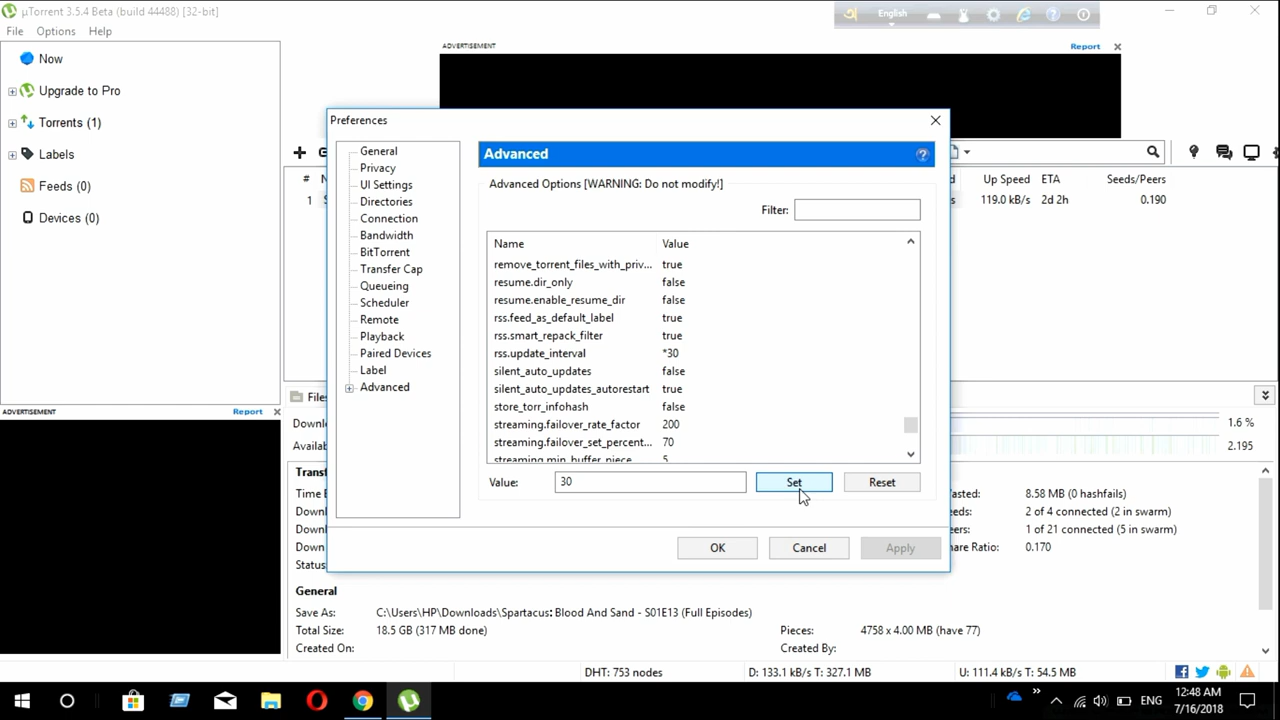 µTorrent 3.5.4 Beta (build 44488) [32-bit]
English
File Options Help
Now
Upgrade to Pro
Torrents (1)
Labels
Feeds (0)
Devices (0)
ADVERTISEMENT
Report
#
Up Speed
ETA
Seeds/Peers
1
119.0 kB/s
2d 2h
0.190
Preferences
General
Privacy
UI Settings
Directories
Connection
Bandwidth
BitTorrent
Transfer Cap
Queueing
Scheduler
Remote
Playback
Paired Devices
Label
Advanced
Advanced
Advanced Options [WARNING: Do not modify!]
Filter:
Name Value
remove_torrent_files_with_priv... true
resume.dir_only false
resume.enable_resume_dir false
rss.feed_as_default_label true
rss.smart_repack_filter true
rss.update_interval *30
silent_auto_updates false
silent_auto_updates_autorestart true
store_torr_infohash false
streaming.failover_rate_factor 200
streaming.failover_set_percent... 70
streaming.min_buffer_piece 5
Value: 30 Set Reset
OK Cancel Apply
ADVERTISEMENT
Report
Files
1.6 %
2.195
8.58 MB (0 hashfails)
2 of 4 connected (2 in swarm)
1 of 21 connected (5 in swarm)
0.170
General
Save As: C:\Users\HP\Downloads\Spartacus: Blood And Sand - S01E13 (Full Episodes)
Total Size: 18.5 GB (317 MB done) Pieces: 4758 x 4.00 MB (have 77)
Created On: Created By:
DHT: 753 nodes D: 133.1 kB/s T: 327.1 MB U: 111.4 kB/s T: 54.5 MB
ENG
12:48 AM
7/16/2018